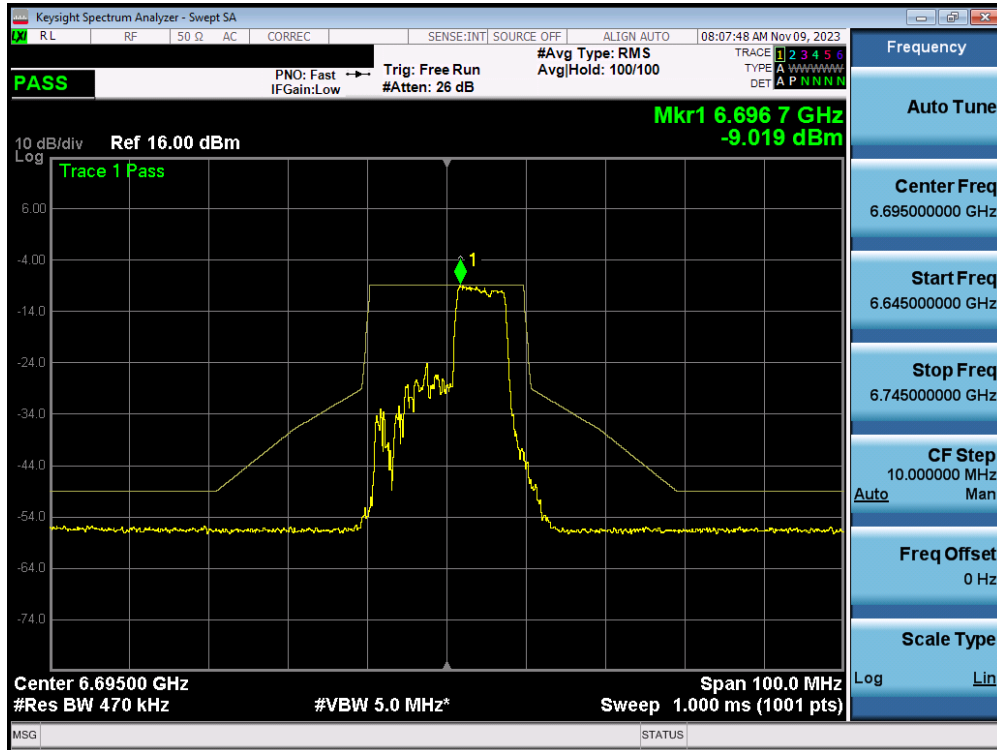 Keysight Spectrum Analyzer - Swept SA
LXI RL RF 50 Ω AC CORREC SENSE:INT SOURCE OFF ALIGN AUTO 08:07:48 AM Nov 09, 2023
PASS
PNO: Fast
IFGain:Low
Trig: Free Run
#Atten: 26 dB
#Avg Type: RMS
Avg|Hold: 100/100
TRACE 1 2 3 4 5 6
TYPE A WWWWW
DET A P N N N N
Mkr1 6.696 7 GHz
-9.019 dBm
10 dB/div Ref 16.00 dBm
Log
Trace 1 Pass
1
6.00
-4.00
-14.0
-24.0
-34.0
-44.0
-54.0
-64.0
-74.0
Center 6.69500 GHz Span 100.0 MHz
#Res BW 470 kHz #VBW 5.0 MHz* Sweep 1.000 ms (1001 pts)
MSG STATUS
Frequency
Auto Tune
Center Freq
6.695000000 GHz
Start Freq
6.645000000 GHz
Stop Freq
6.745000000 GHz
CF Step
10.000000 MHz
Auto Man
Freq Offset
0 Hz
Scale Type
Log Lin